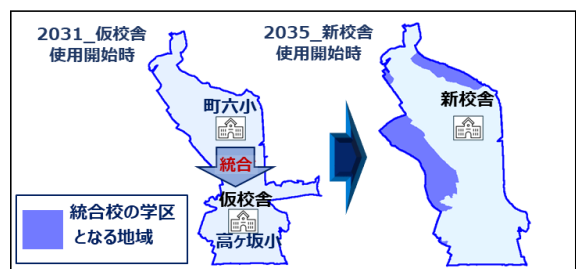 2031_仮校舎
使用開始時
2035_新校舎
使用開始時
町六小
統合
仮校舎
高ヶ坂小
新校舎
統合校の学区
となる地域